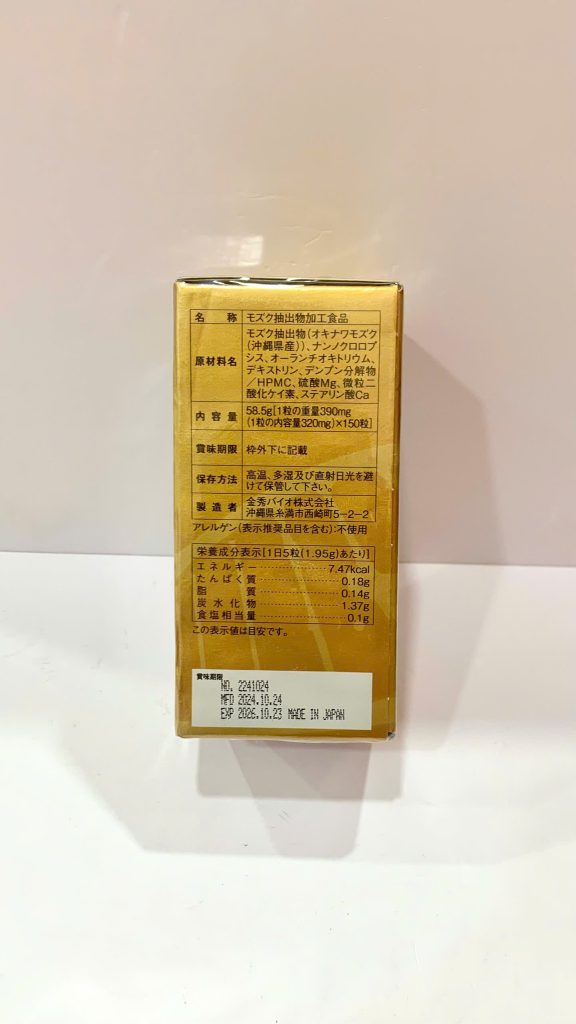 名 称 モズク抽出物加工食品
原材料名 モズク抽出物(オキナワモズク
(沖縄県産))、ナンノクロロプ
シス、オーランチオキトリウム、
デキストリン、デンプン分解物
/HPMC、硫酸Mg、微粒二
酸化ケイ素、ステアリン酸Ca
内容量 58.5g[1粒の重量390mg
(1粒の内容量320mg)×150粒]
賞味期限 枠外下に記載
保存方法 高温、多湿及び直射日光を避
けて保管して下さい。
製造者 金秀バイオ株式会社
沖縄県糸満市西崎町5-2-2
アレルゲン(表示推奨品目を含む):不使用
栄養成分表示[1日5粒(1.95g)あたり]
エネルギー 7.47kcal
たんぱく質 0.18g
脂質 0.14g
炭水化物 1.37g
食塩相当量 0.1g
この表示値は目安です。
賞味期限
NO. 2241024
MFD 2024.10.24
EXP 2026.10.23 MADE IN JAPAN